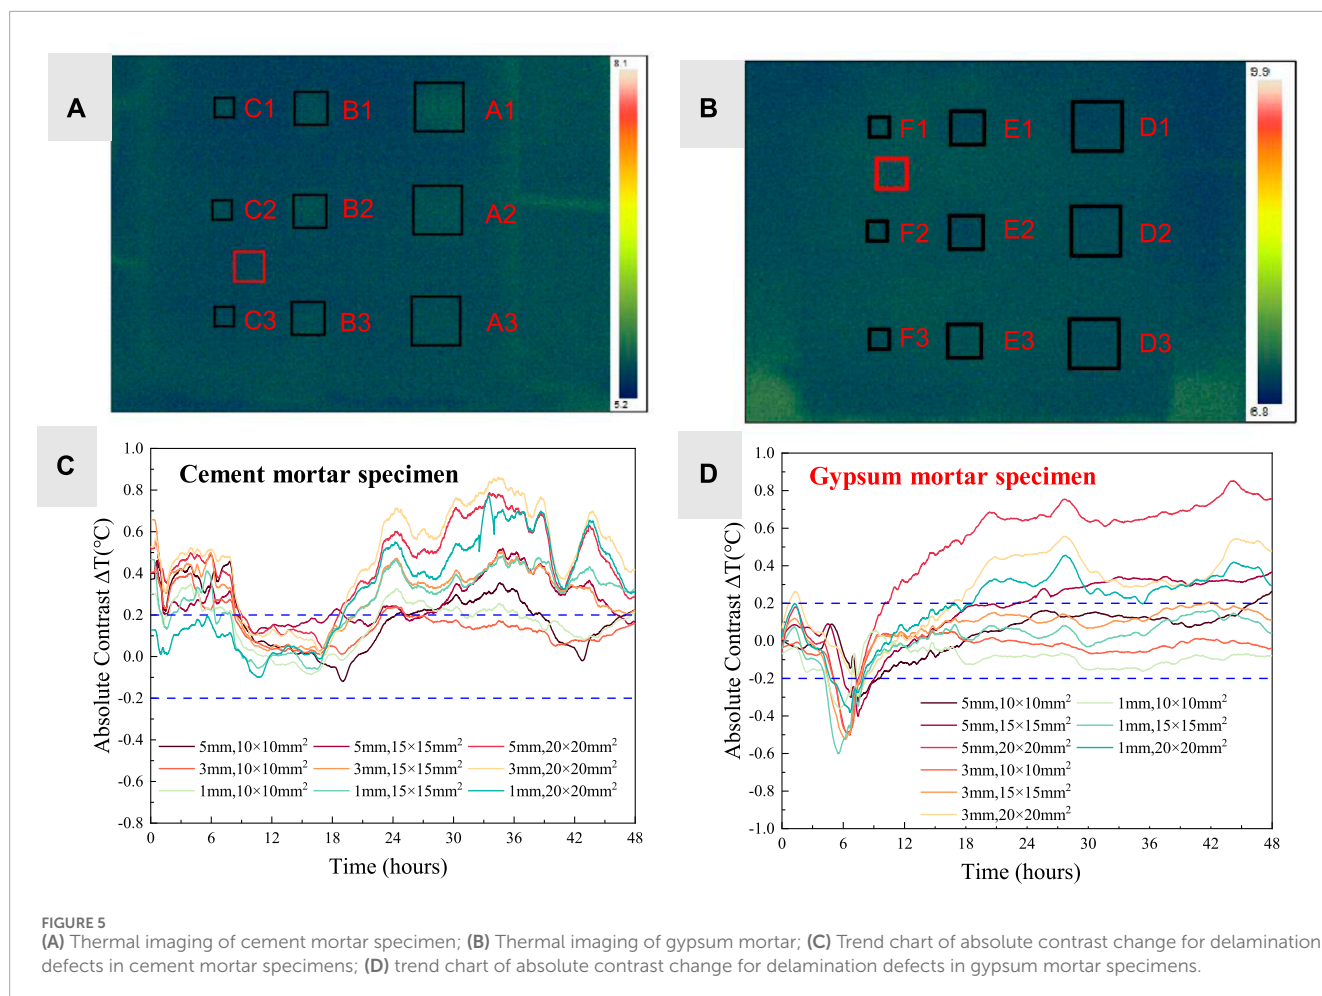 A
8.1
C1
B1
A1
C2
B2
A2
C3
B3
A3
5.2
B
9.9
F1
E1
D1
F2
E2
D2
F3
E3
D3
6.8
C
Cement mortar specimen
Absolute Contrast ΔT(°C)
1.0
0.8
0.6
0.4
0.2
0.0
-0.2
-0.4
-0.6
-0.8
5mm,10×10mm² 5mm,15×15mm² 5mm,20×20mm²
3mm,10×10mm² 3mm,15×15mm² 3mm,20×20mm²
1mm,10×10mm² 1mm,15×15mm² 1mm,20×20mm²
0 6 12 18 24 30 36 42 48
Time (hours)
D
Gypsum mortar specimen
Absolute Contrast ΔT(°C)
1.0
0.8
0.6
0.4
0.2
0.0
-0.2
-0.4
-0.6
-0.8
-1.0
5mm,10×10mm² 1mm,10×10mm²
5mm,15×15mm² 1mm,15×15mm²
5mm,20×20mm² 1mm,20×20mm²
3mm,10×10mm²
3mm,15×15mm²
3mm,20×20mm²
0 6 12 18 24 30 36 42 48
Time (hours)
FIGURE 5
(A) Thermal imaging of cement mortar specimen; (B) Thermal imaging of gypsum mortar; (C) Trend chart of absolute contrast change for delamination
defects in cement mortar specimens; (D) trend chart of absolute contrast change for delamination defects in gypsum mortar specimens.